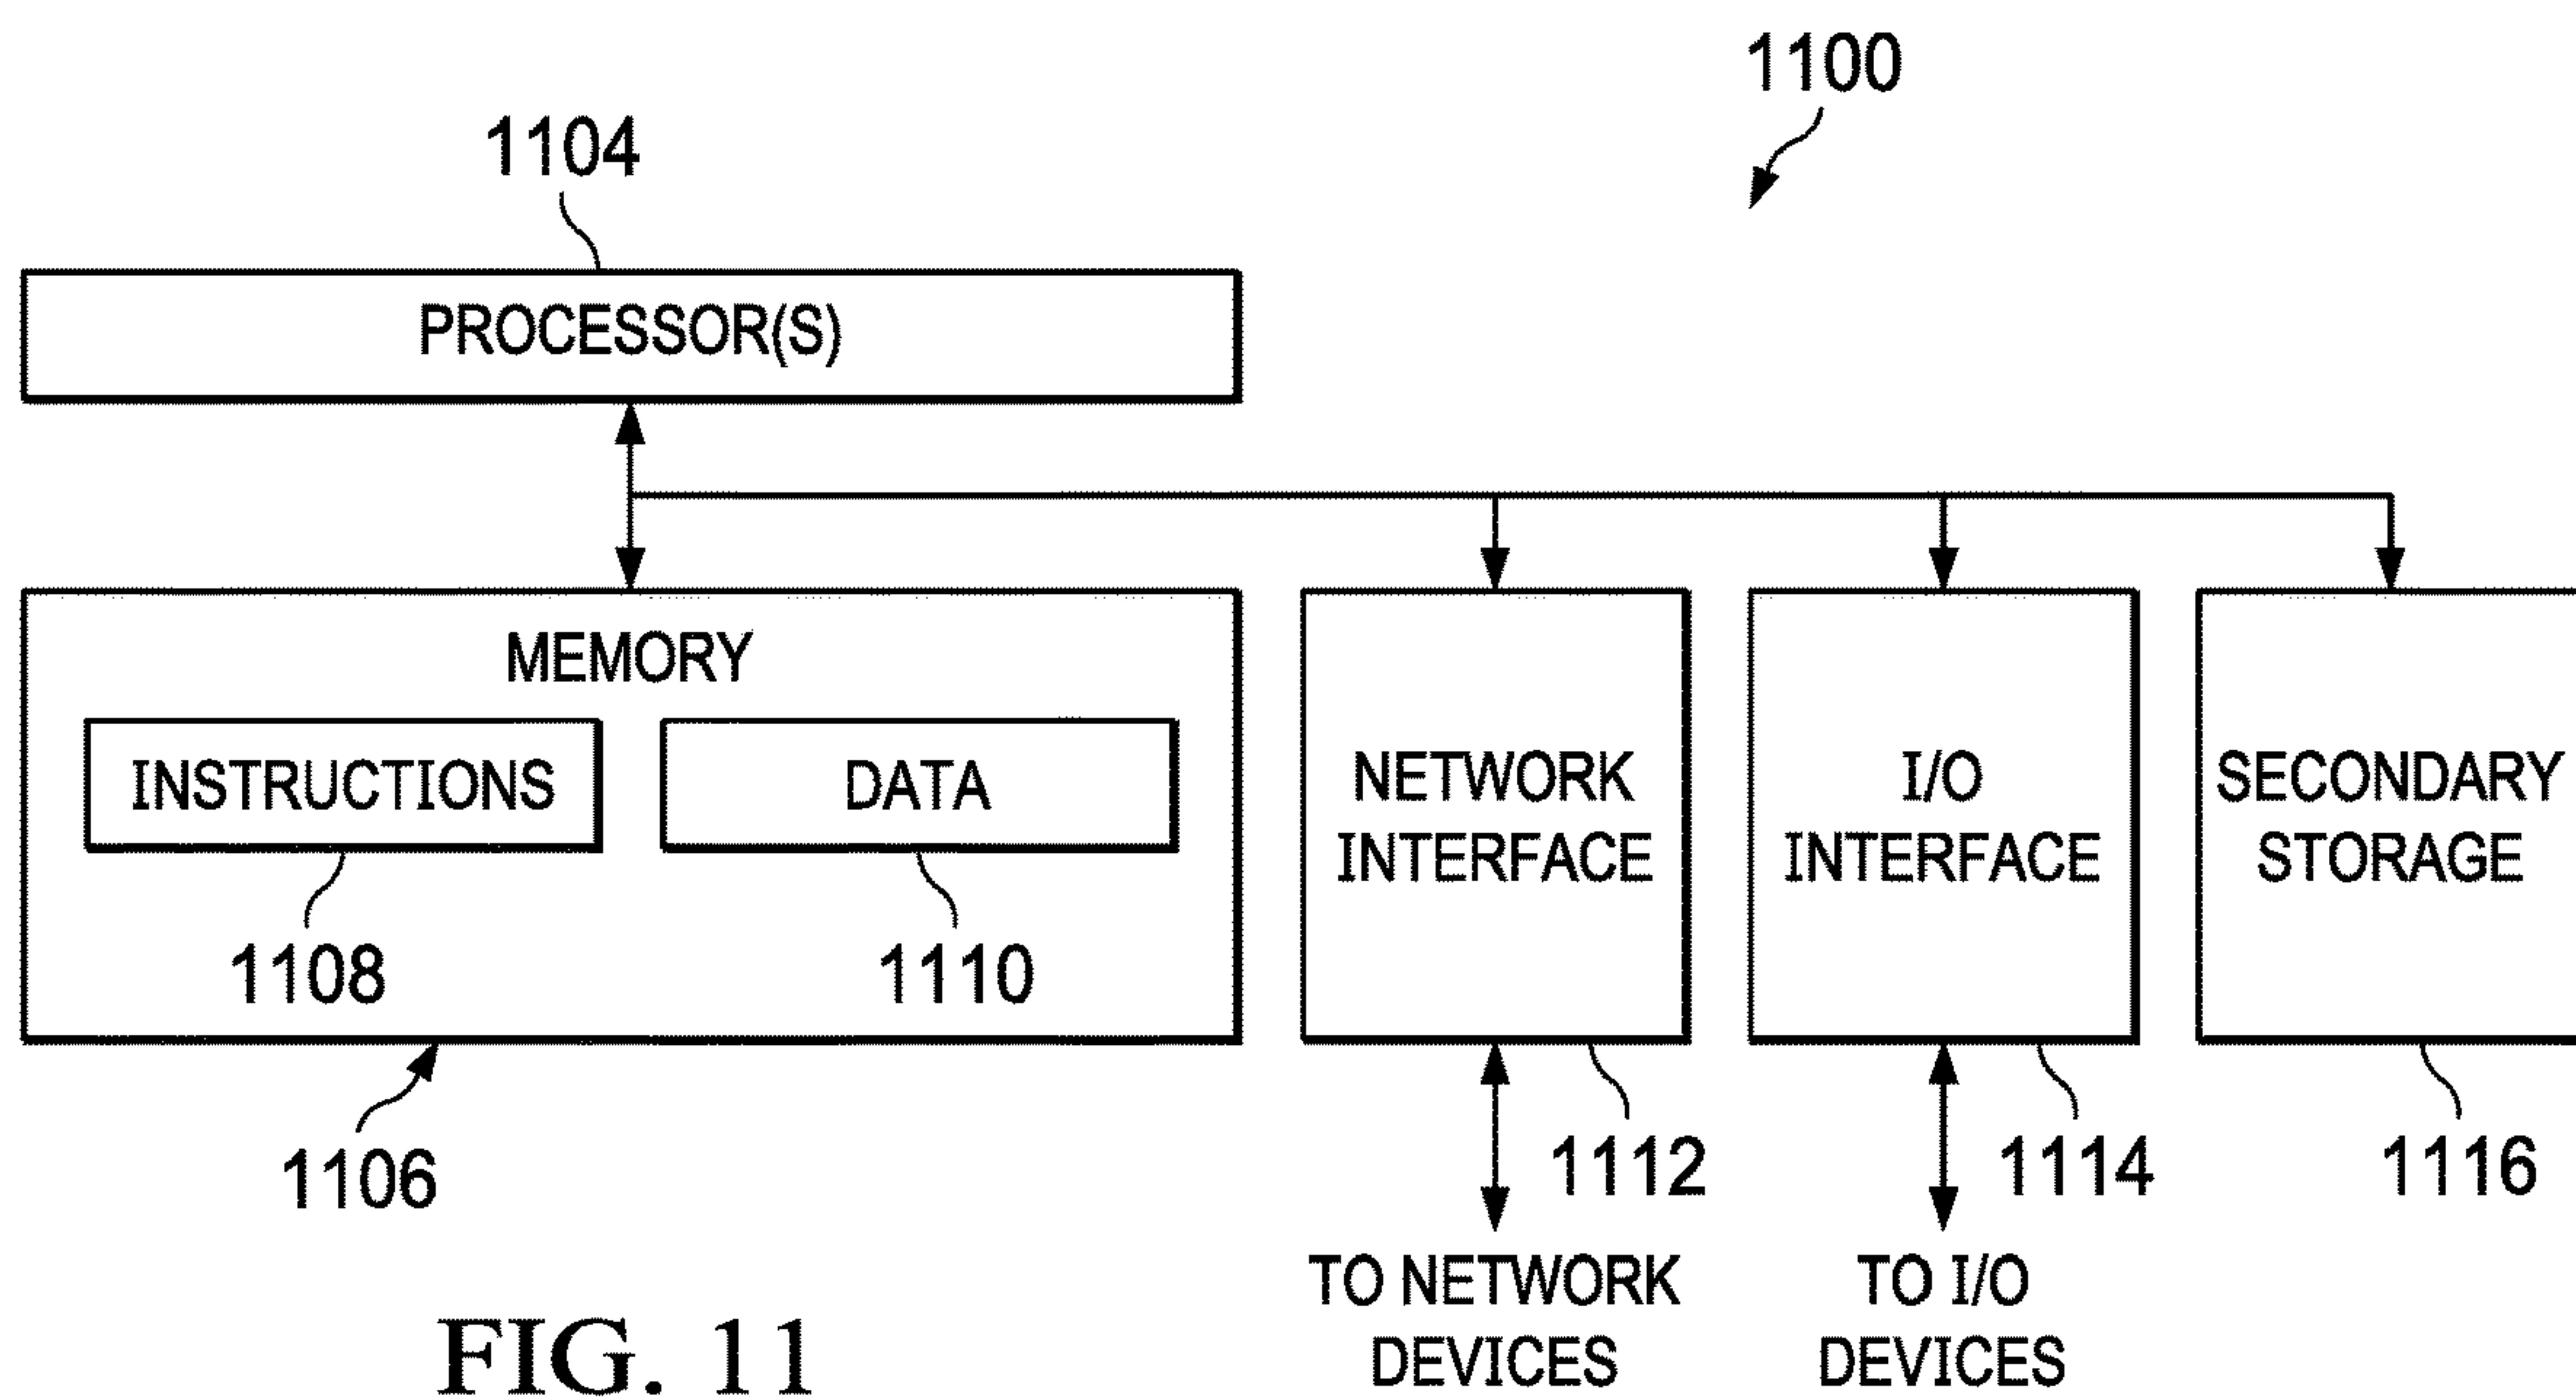 1100
1104
PROCESSOR(S)
MEMORY
INSTRUCTIONS
DATA
1108
1110
1106
NETWORK
INTERFACE
1112
I/O
INTERFACE
1114
SECONDARY
STORAGE
1116
TO NETWORK
DEVICES
TO I/O
DEVICES
FIG. 11